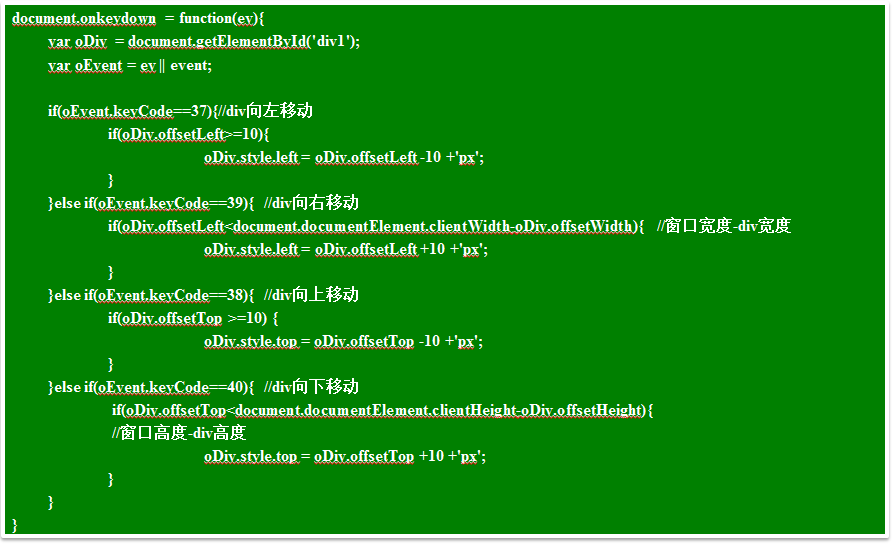 document.onkeydown  = function(ev){
var oDiv  = document.getElementById('div1');
var oEvent = ev || event;
if(oEvent.keyCode==37){//div向左移动
if(oDiv.offsetLeft>=10){
oDiv.style.left = oDiv.offsetLeft -10 +'px';
}
}else if(oEvent.keyCode==39){  //div向右移动
if(oDiv.offsetLeft<document.documentElement.clientWidth-oDiv.offsetWidth){   //窗口宽度-div宽度
oDiv.style.left = oDiv.offsetLeft +10 +'px';
}
}else if(oEvent.keyCode==38){  //div向上移动
if(oDiv.offsetTop >=10) {
oDiv.style.top = oDiv.offsetTop -10 +'px';
}
}else if(oEvent.keyCode==40){  //div向下移动
if(oDiv.offsetTop<document.documentElement.clientHeight-oDiv.offsetHeight){
//窗口高度-div高度
oDiv.style.top = oDiv.offsetTop +10 +'px';
}
}
}